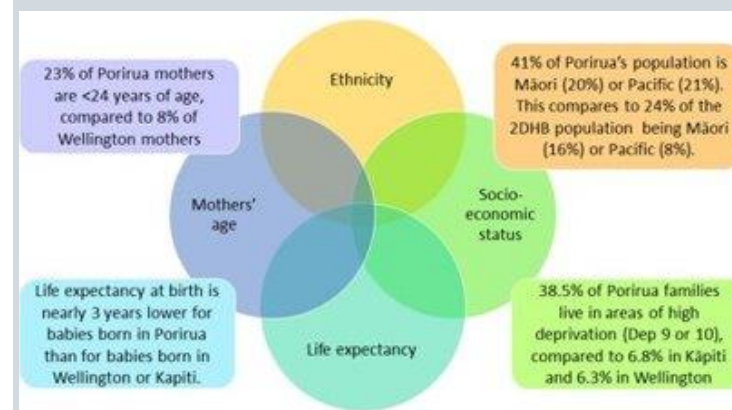 23% of Porirua mothers
are <24 years of age,
compared to 8% of
Wellington mothers
Ethnicity
41% of Porirua's population is
Māori (20%) or Pacific (21%).
This compares to 24% of the
2DHB population being Māori
(16%) or Pacific (8%).
Mothers'
age
Socio-
economic
status
Life expectancy at birth is
nearly 3 years lower for
babies born in Porirua
than for babies born in
Wellington or Kapiti.
Life expectancy
38.5% of Porirua families
live in areas of high
deprivation (Dep 9 or 10),
compared to 6.8% in Kāpiti
and 6.3% in Wellington